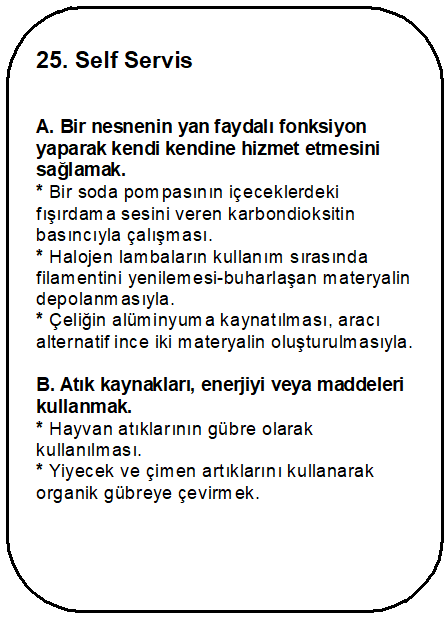 25. Self Servis
A. Bir nesnenin yan faydalı fonksiyon
yaparak kendi kendine hizmet etmesini
sağlamak.
* Bir soda pompasının içeceklerdeki
fışırdama sesini veren karbondioksitin
basıncıyla çalışması.
* Halojen lambaların kullanım sırasında
filamentini yenilemesi-buharlaşan materyalin
depolanmasıyla.
* Çeliğin alüminyuma kaynatılması, aracı
alternatif ince iki materyalin oluşturulmasıyla.
B. Atık kaynakları, enerjiyi veya maddeleri
kullanmak.
* Hayvan atıklarının gübre olarak
kullanılması.
* Yiyecek ve çimen artıklarını kullanarak
organik gübreye çevirmek.